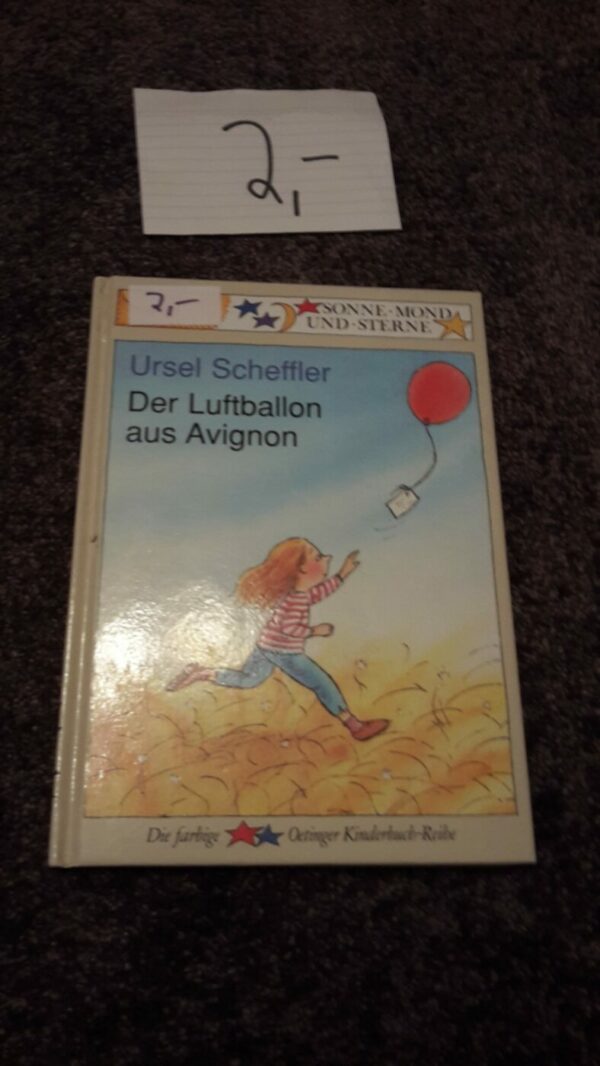 2,-
2,-
SONNE·MOND
UND·STERNE
Ursel Scheffler
Der Luftballon
aus Avignon
Die farbige Oetinger Kinderbuch-Reihe